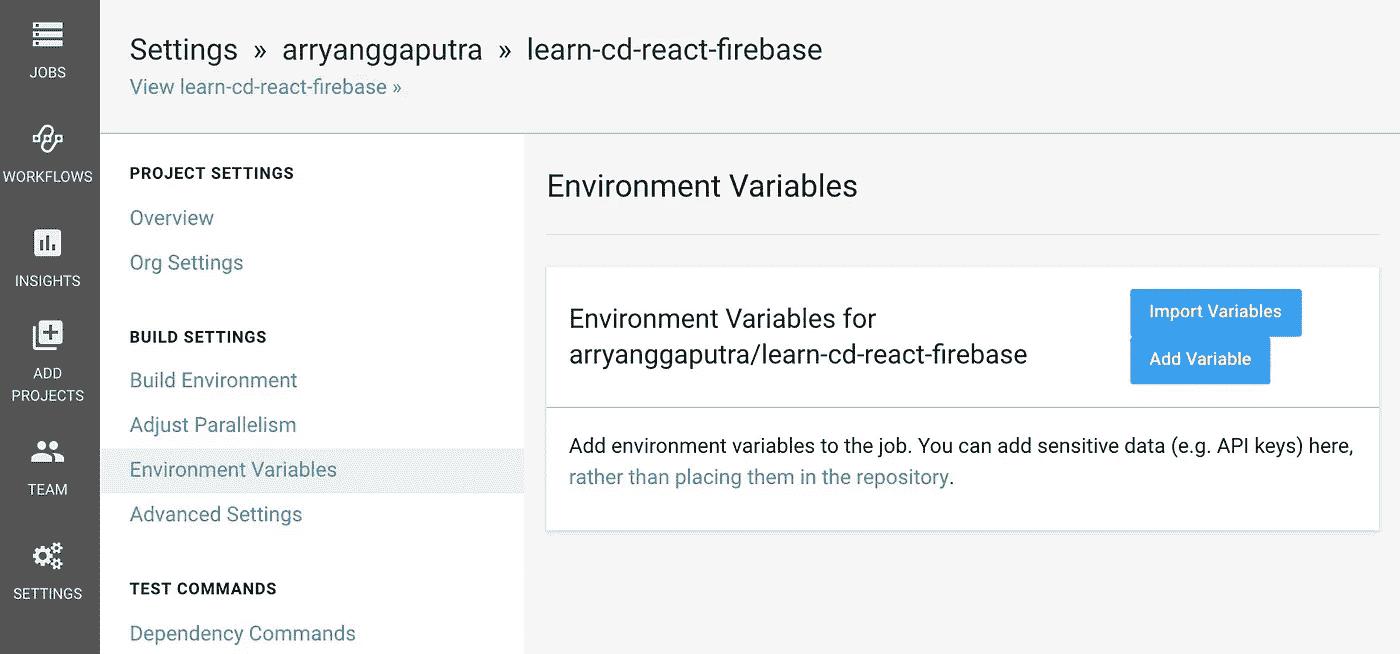 JOBS
WORKFLOWS
INSIGHTS
ADD
PROJECTS
TEAM
SETTINGS
Settings » arryanggaputra » learn-cd-react-firebase
View learn-cd-react-firebase »
PROJECT SETTINGS
Overview
Org Settings
BUILD SETTINGS
Build Environment
Adjust Parallelism
Environment Variables
Advanced Settings
TEST COMMANDS
Dependency Commands
Environment Variables
Environment Variables for
arryanggaputra/learn-cd-react-firebase
Import Variables
Add Variable
Add environment variables to the job. You can add sensitive data (e.g. API keys) here,
rather than placing them in the repository.